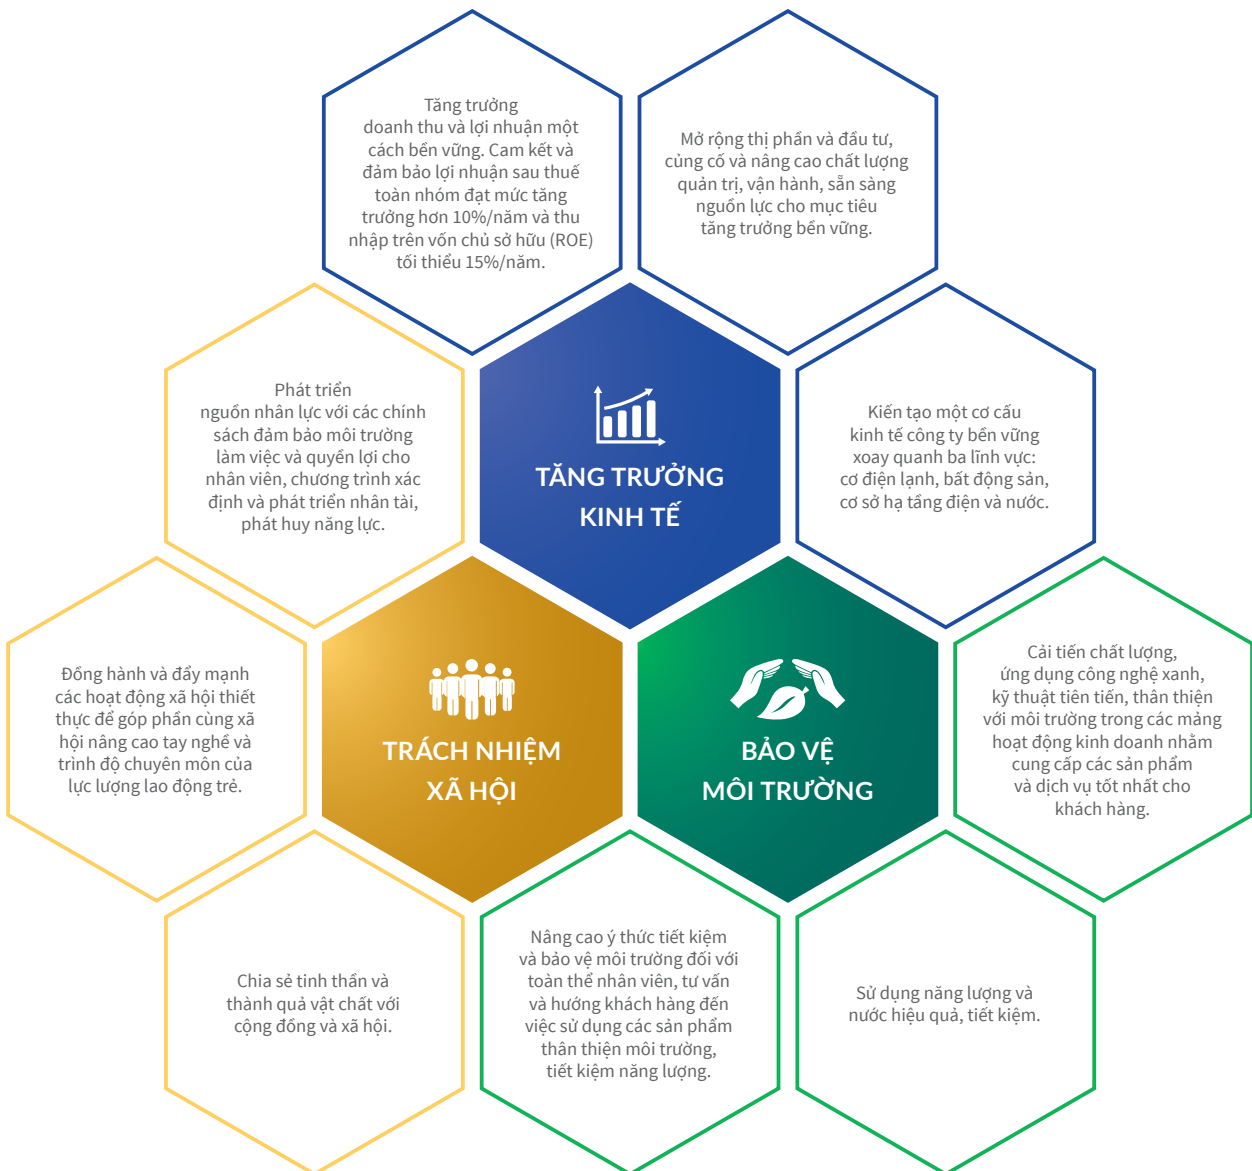 Tăng trưởng
doanh thu và lợi nhuận một
cách bền vững. Cam kết và
đảm bảo lợi nhuận sau thuế
toàn nhóm đạt mức tăng
trưởng hơn 10%/năm và thu
nhập trên vốn chủ sở hữu (ROE)
tối thiểu 15%/năm.
Mở rộng thị phần và đầu tư,
củng cố và nâng cao chất lượng
quản trị, vận hành, sẵn sàng
nguồn lực cho mục tiêu
tăng trưởng bền vững.
Phát triển
nguồn nhân lực với các chính
sách đảm bảo môi trường
làm việc và quyền lợi cho
nhân viên, chương trình xác
định và phát triển nhân tài,
phát huy năng lực.
TĂNG TRƯỞNG
KINH TẾ
Kiến tạo một cơ cấu
kinh tế công ty bền vững
xoay quanh ba lĩnh vực:
cơ điện lạnh, bất động sản,
cơ sở hạ tầng điện và nước.
Đồng hành và đẩy mạnh
các hoạt động xã hội thiết
thực để góp phần cùng xã
hội nâng cao tay nghề và
trình độ chuyên môn của
lực lượng lao động trẻ.
TRÁCH NHIỆM
XÃ HỘI
BẢO VỆ
MÔI TRƯỜNG
Cải tiến chất lượng,
ứng dụng công nghệ xanh,
kỹ thuật tiên tiến, thân thiện
với môi trường trong các mảng
hoạt động kinh doanh nhằm
cung cấp các sản phẩm
và dịch vụ tốt nhất cho
khách hàng.
Chia sẻ tinh thần và
thành quả vật chất với
cộng đồng và xã hội.
Nâng cao ý thức tiết kiệm
và bảo vệ môi trường đối với
toàn thể nhân viên, tư vấn
và hướng khách hàng đến
việc sử dụng các sản phẩm
thân thiện môi trường,
tiết kiệm năng lượng.
Sử dụng năng lượng và
nước hiệu quả, tiết kiệm.